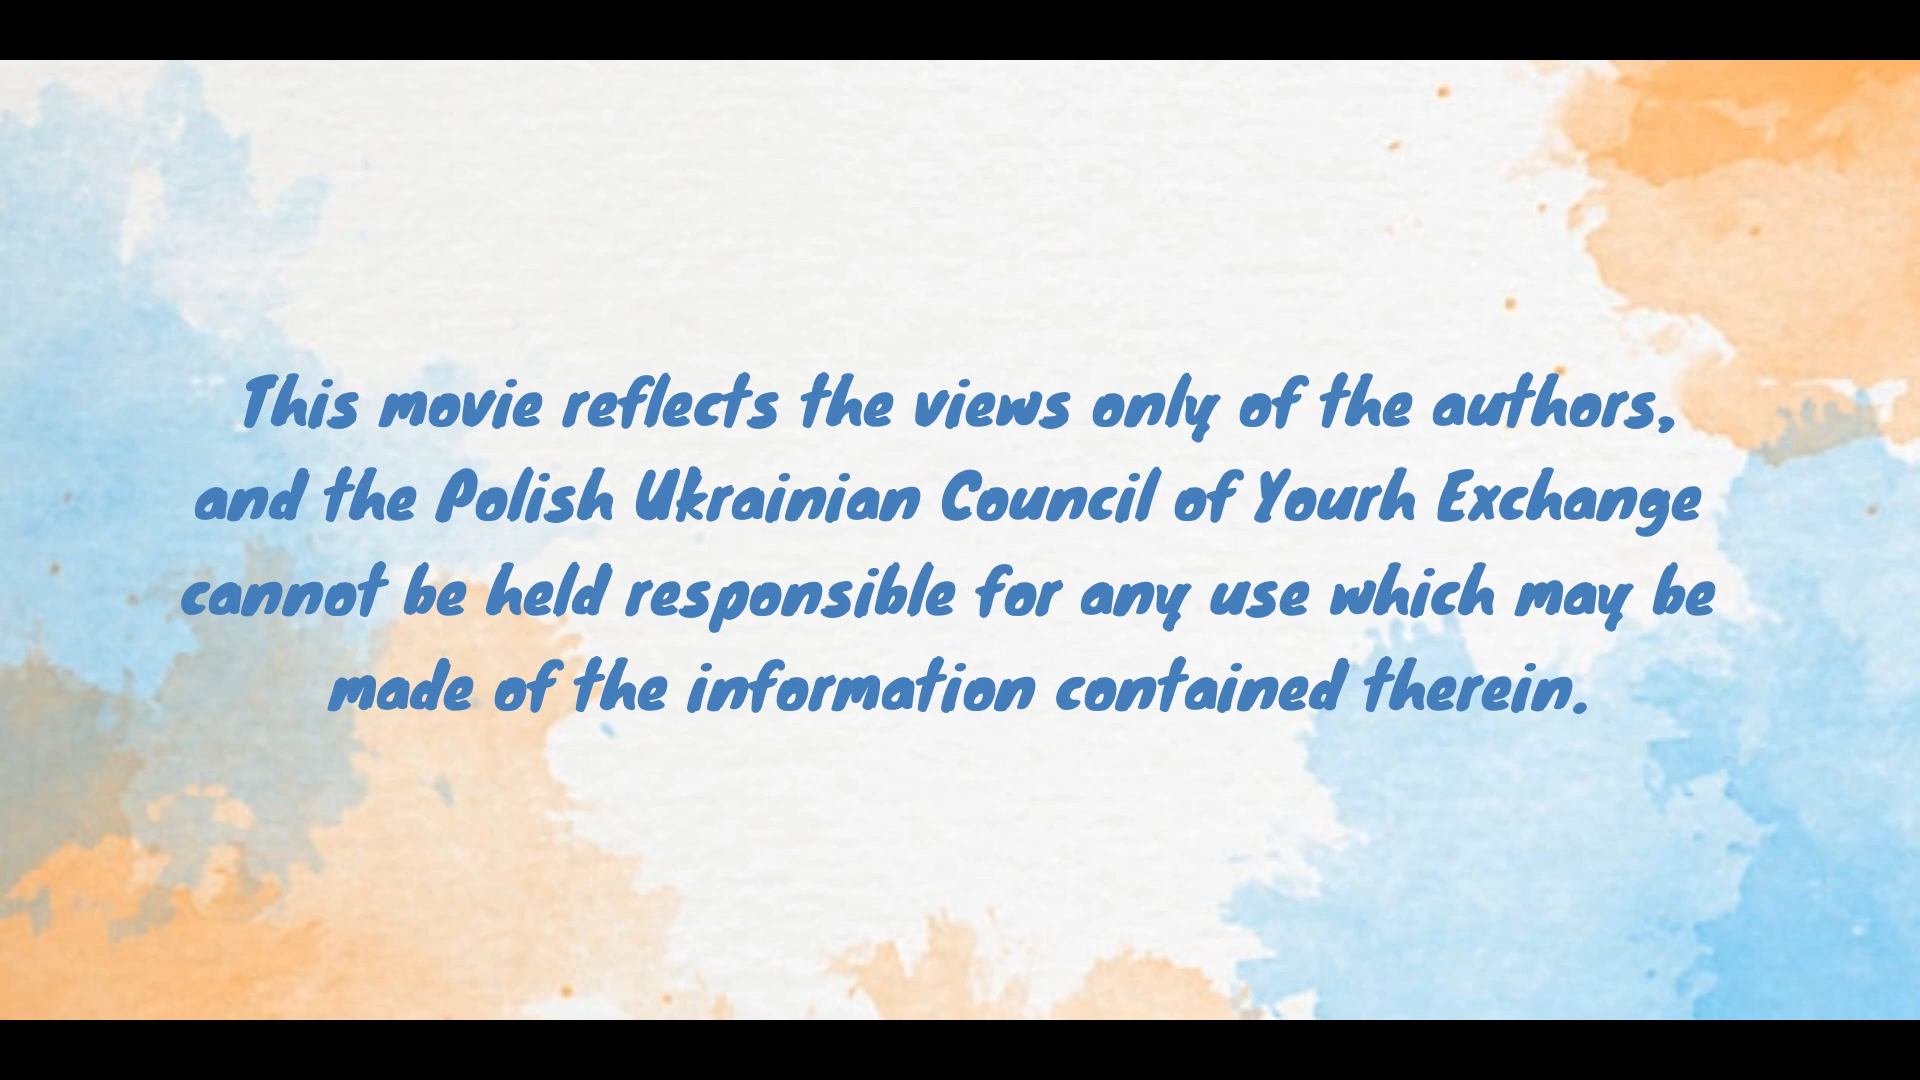 This movie reflects the views only of the authors,
and the Polish Ukrainian Council of Yourh Exchange
cannot be held responsible for any use which may be
made of the information contained therein.